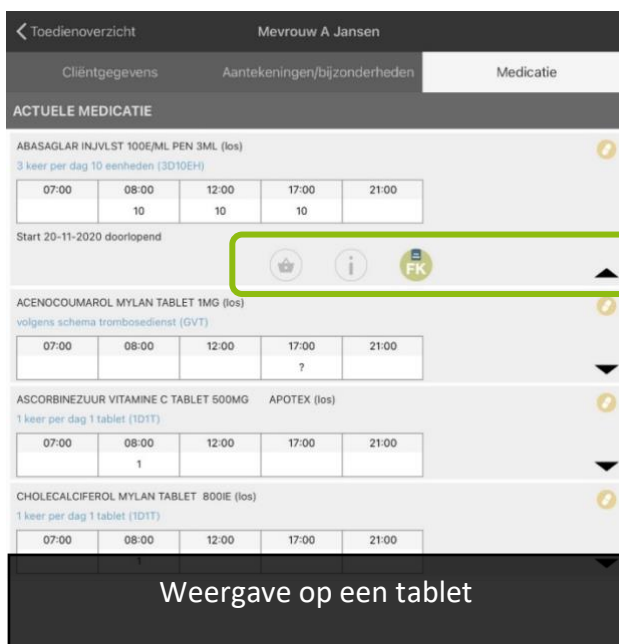 Toedienoverzicht Mevrouw A Jansen
Cliëntgegevens Aantekeningen/bijzonderheden Medicatie
ACTUELE MEDICATIE
ABASAGLAR INJVLST 100E/ML PEN 3ML (los)
3 keer per dag 10 eenheden (3D10EH)
07:00 08:00 12:00 17:00 21:00
10 10 10
Start 20-11-2020 doorlopend
i FK
ACENOCOUMAROL MYLAN TABLET 1MG (los)
volgens schema trombosedienst (GVT)
07:00 08:00 12:00 17:00 21:00
?
ASCORBINEZUUR VITAMINE C TABLET 500MG APOTEX (los)
1 keer per dag 1 tablet (1D1T)
07:00 08:00 12:00 17:00 21:00
1
CHOLECALCIFEROL MYLAN TABLET 800IE (los)
1 keer per dag 1 tablet (1D1T)
07:00 08:00 12:00 17:00 21:00
1
Weergave op een tablet